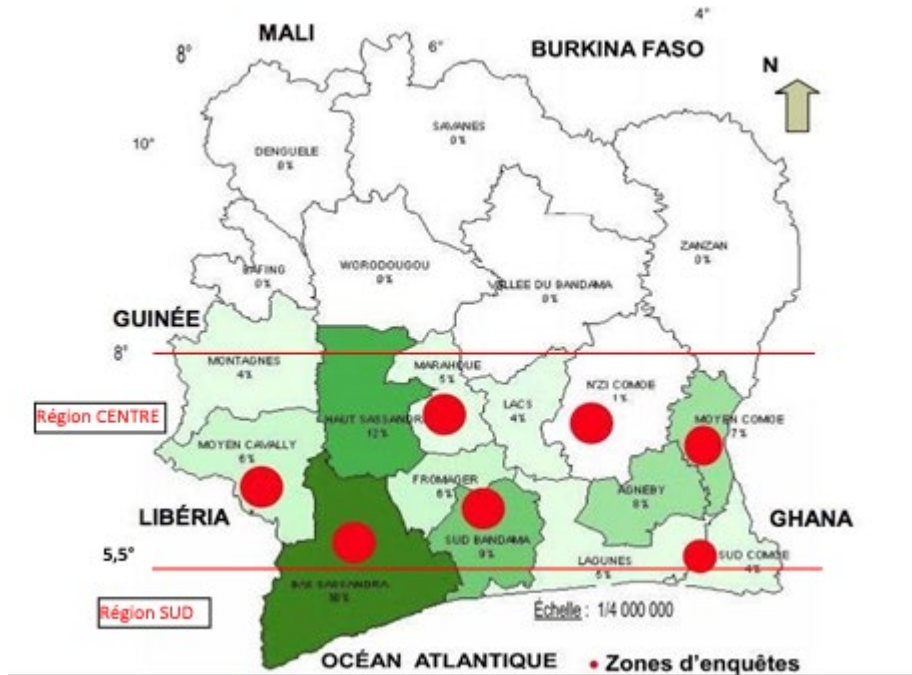 4°
MALI
6°
BURKINA FASO
8°
N
10°
SAVANES
0%
DENGUELE
0%
ZANZAN
0%
WORODOUGOU
0%
BAFING
0%
VALLEE DU BANDAMA
0%
GUINÉE
8°
MONTAGNES
4%
MARAHOUE
5%
N'ZI COMOE
1%
LACS
4%
Région CENTRE
HAUT SASSANDRA
12%
MOYEN COMOE
7%
MOYEN CAVALLY
6%
FROMAGER
6%
AGNEBY
8%
LIBÉRIA
GHANA
SUD BANDAMA
9%
5,5°
LAGUNES
5%
SUD COMOE
4%
BAS SASSANDRA
Région SUD
Échelle : 1/4 000 000
OCÉAN ATLANTIQUE
• Zones d'enquêtes